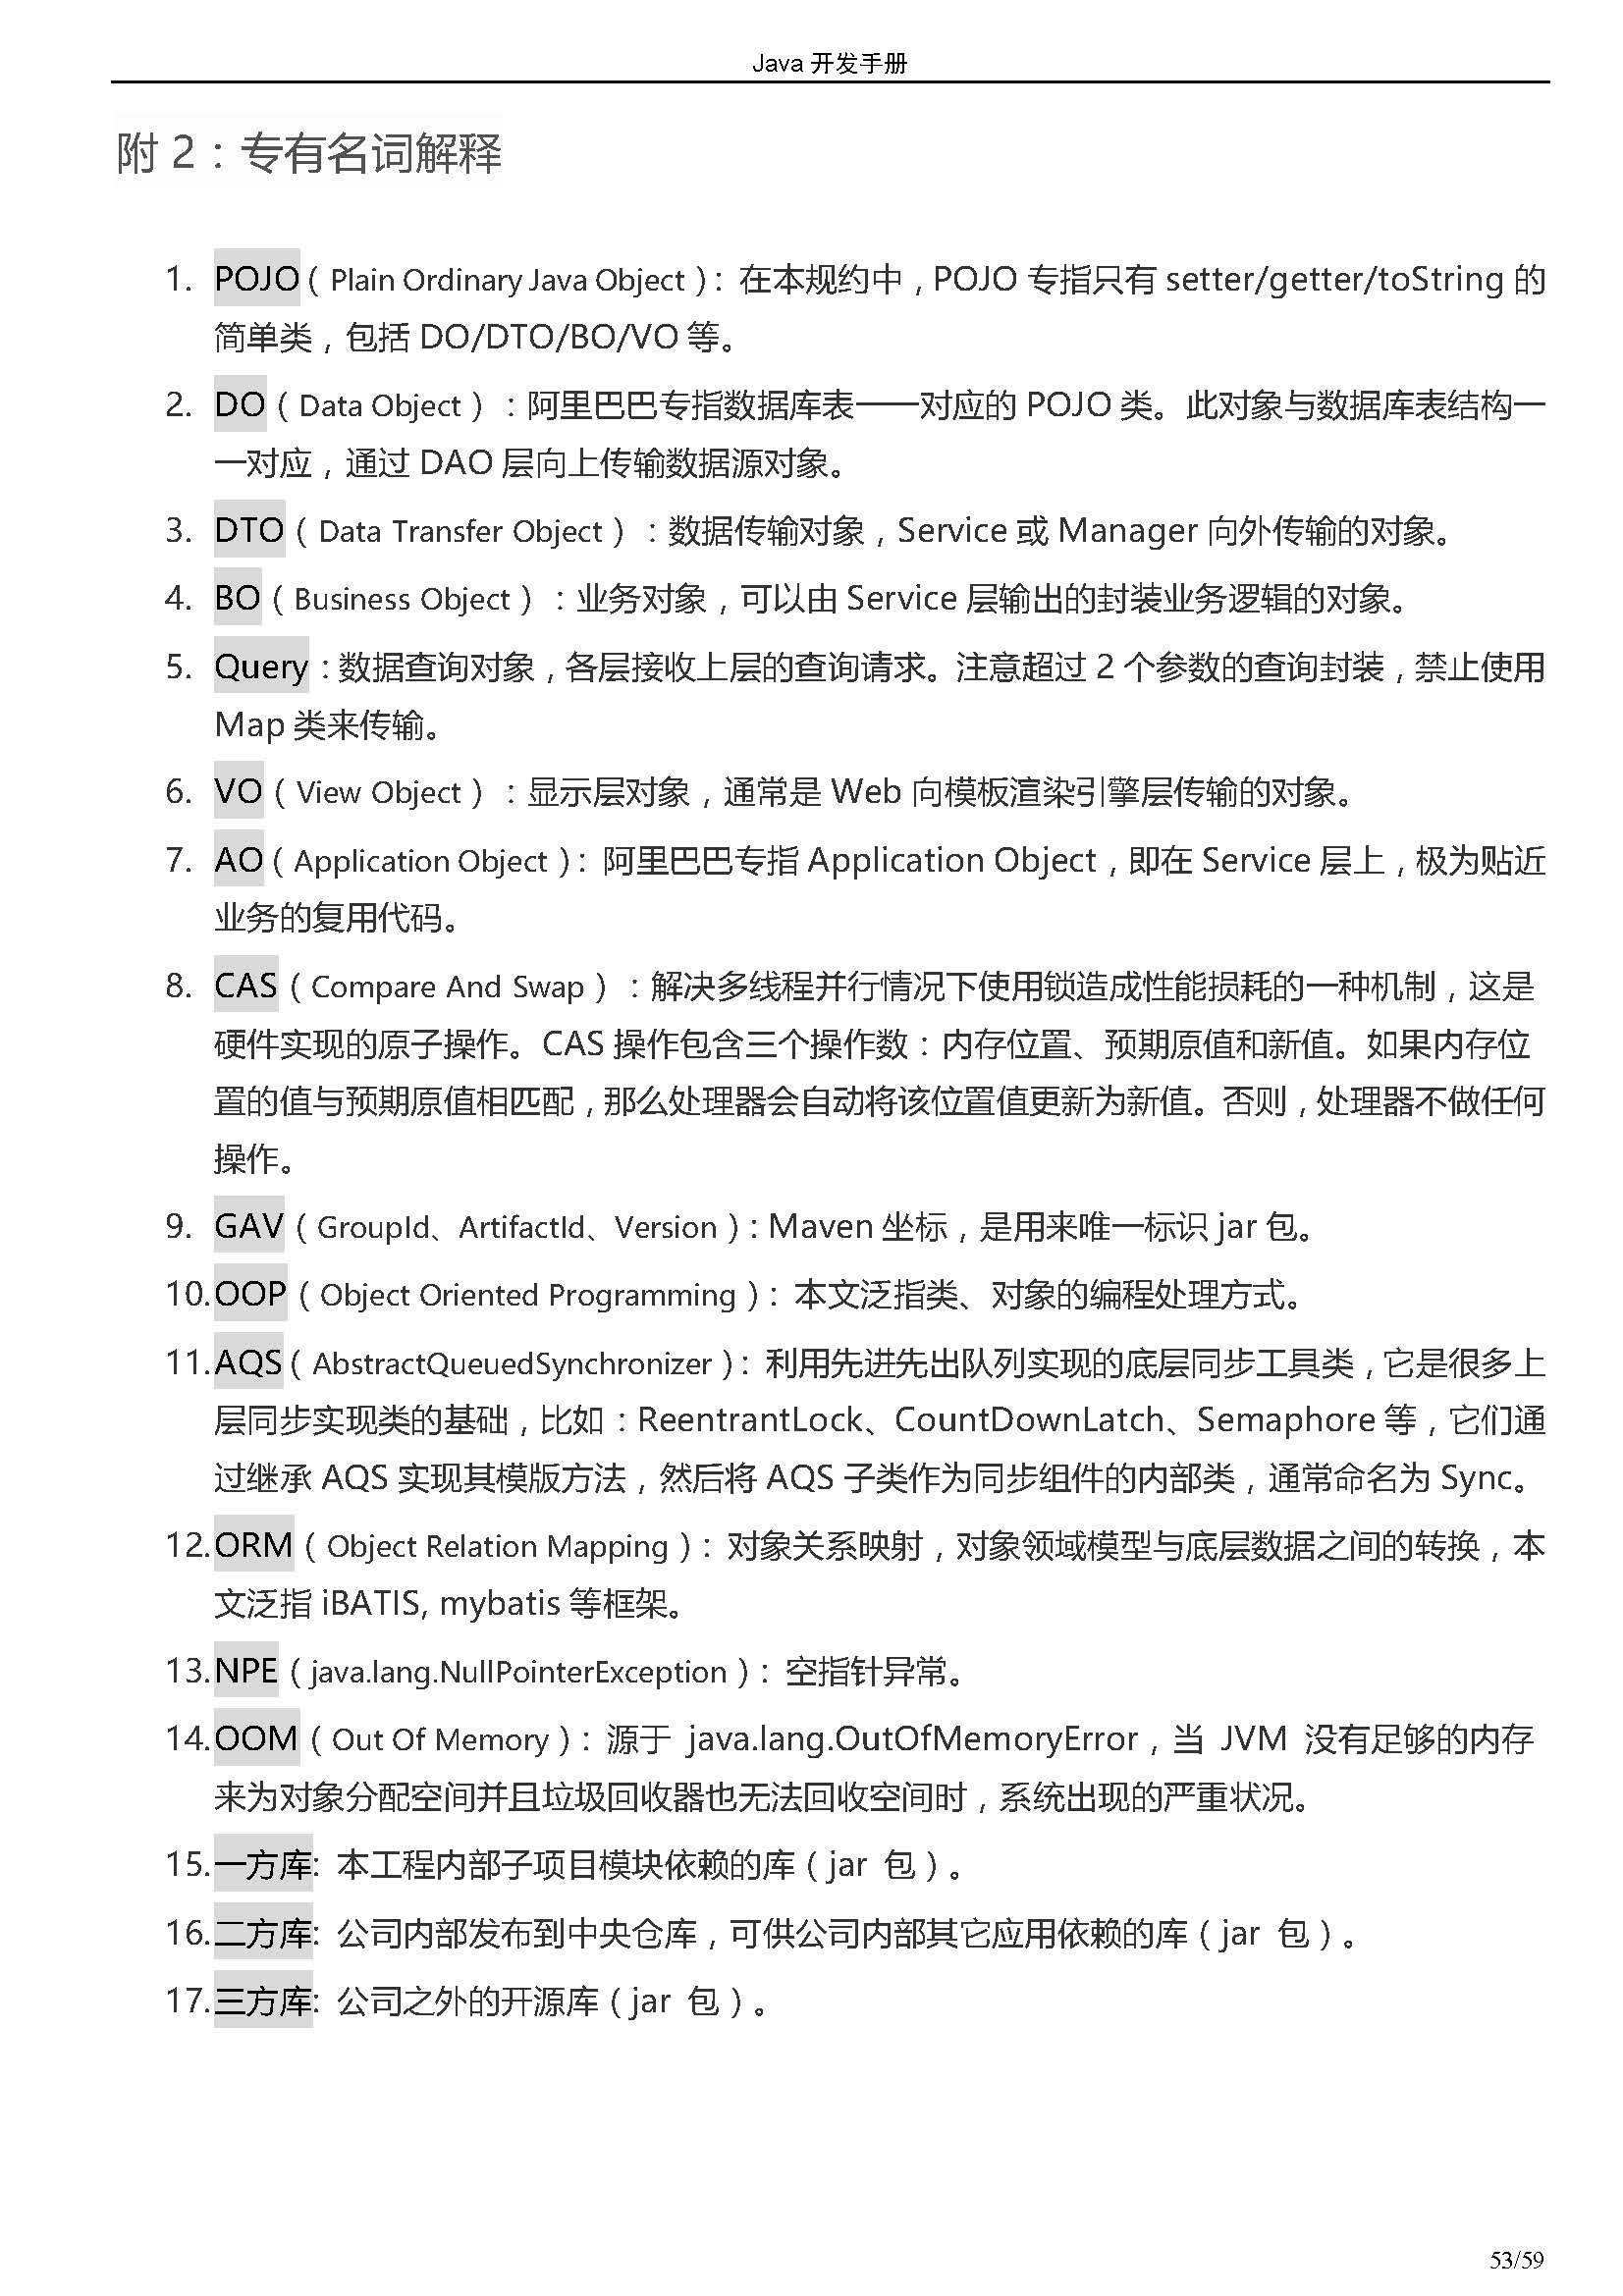 Java 开发手册
附 2：专有名词解释
1. POJO（Plain Ordinary Java Object）: 在本规约中，POJO 专指只有 setter/getter/toString 的
简单类，包括 DO/DTO/BO/VO 等。
2. DO（Data Object）：阿里巴巴专指数据库表一一对应的 POJO 类。此对象与数据库表结构一
一对应，通过 DAO 层向上传输数据源对象。
3. DTO（Data Transfer Object）：数据传输对象，Service 或 Manager 向外传输的对象。
4. BO（Business Object）：业务对象，可以由 Service 层输出的封装业务逻辑的对象。
5. Query：数据查询对象，各层接收上层的查询请求。注意超过 2 个参数的查询封装，禁止使用
Map 类来传输。
6. VO（View Object）：显示层对象，通常是 Web 向模板渲染引擎层传输的对象。
7. AO（Application Object）: 阿里巴巴专指 Application Object，即在 Service 层上，极为贴近
业务的复用代码。
8. CAS（Compare And Swap）：解决多线程并行情况下使用锁造成性能损耗的一种机制，这是
硬件实现的原子操作。CAS 操作包含三个操作数：内存位置、预期原值和新值。如果内存位
置的值与预期原值相匹配，那么处理器会自动将该位置值更新为新值。否则，处理器不做任何
操作。
9. GAV（GroupId、ArtifactId、Version）: Maven 坐标，是用来唯一标识 jar 包。
10. OOP（Object Oriented Programming）: 本文泛指类、对象的编程处理方式。
11. AQS（AbstractQueuedSynchronizer）: 利用先进先出队列实现的底层同步工具类，它是很多上
层同步实现类的基础，比如：ReentrantLock、CountDownLatch、Semaphore 等，它们通
过继承 AQS 实现其模版方法，然后将 AQS 子类作为同步组件的内部类，通常命名为 Sync。
12. ORM（Object Relation Mapping）: 对象关系映射，对象领域模型与底层数据之间的转换，本
文泛指 iBATIS, mybatis 等框架。
13. NPE（java.lang.NullPointerException）: 空指针异常。
14. OOM（Out Of Memory）: 源于 java.lang.OutOfMemoryError，当 JVM 没有足够的内存
来为对象分配空间并且垃圾回收器也无法回收空间时，系统出现的严重状况。
15. 一方库: 本工程内部子项目模块依赖的库（jar 包）。
16. 二方库: 公司内部发布到中央仓库，可供公司内部其它应用依赖的库（jar 包）。
17. 三方库: 公司之外的开源库（jar 包）。
53/59